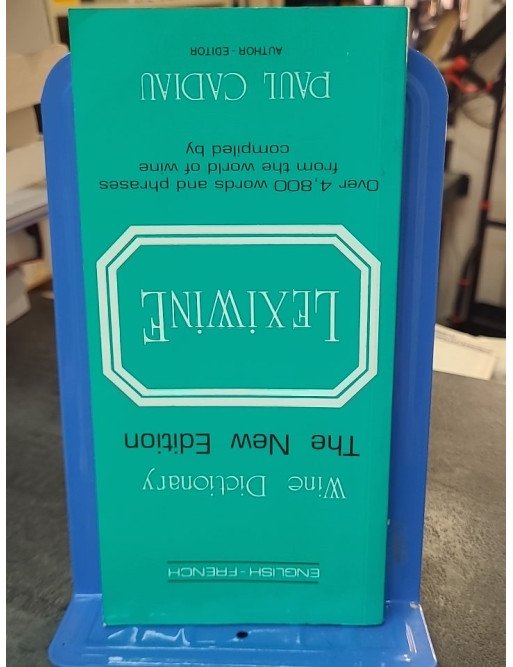 ENGLISH-FRENCH
Wine Dictionary
The New Edition
LEXIWINE
Over 4,800 words and phrases
from the world of wine
compiled by
PAUL CADIAU
AUTHOR - EDITOR